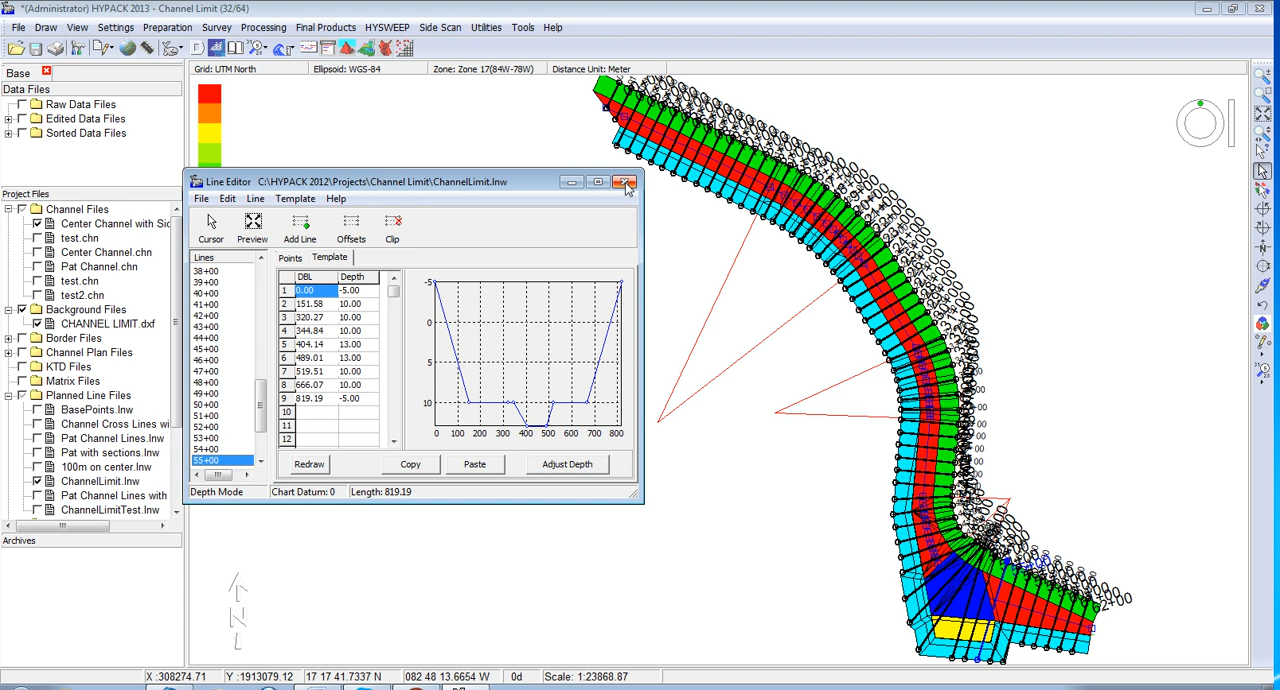 *(Administrator) HYPACK 2013 - Channel Limit (32/64)
File Draw View Settings Preparation Survey Processing Final Products HYSWEEP Side Scan Utilities Tools Help
Grid: UTM North Ellipsoid: WGS-84 Zone: Zone 17(84W-78W) Distance Unit: Meter
Base
Data Files
Raw Data Files
Edited Data Files
Sorted Data Files
Project Files
Channel Files
Center Channel with Sic
test.chn
Center Channel.chn
Pat Channel.chn
test.chn
test2.chn
Background Files
CHANNEL LIMIT.dxf
Border Files
Channel Plan Files
KTD Files
Matrix Files
Planned Line Files
BasePoints.lnw
Channel Cross Lines wi
Pat Channel Lines.lnw
Pat with sections.lnw
100m on center.lnw
ChannelLimit.lnw
Pat Channel Lines with
ChannelLimitTest.lnw
Archives
Line Editor C:\HYPACK 2012\Projects\Channel Limit\ChannelLimit.lnw
File Edit Line Template Help
Cursor Preview Add Line Offsets Clip
Lines
38+00
39+00
40+00
41+00
42+00
43+00
44+00
45+00
46+00
47+00
48+00
49+00
50+00
51+00
52+00
53+00
54+00
55+00
Points Template
DBL Depth
1 0.00 -5.00
2 151.58 10.00
3 320.27 10.00
4 344.84 10.00
5 404.14 13.00
6 489.01 13.00
7 519.51 10.00
8 666.07 10.00
9 819.19 -5.00
10
11
12
-5
0
5
10
0 100 200 300 400 500 600 700 800
Redraw Copy Paste Adjust Depth
Depth Mode Chart Datum: 0 Length: 819.19
N
X :308274.71 Y :1913079.12 17 17 41.7337 N 082 48 13.6654 W 0d Scale: 1:23868.87